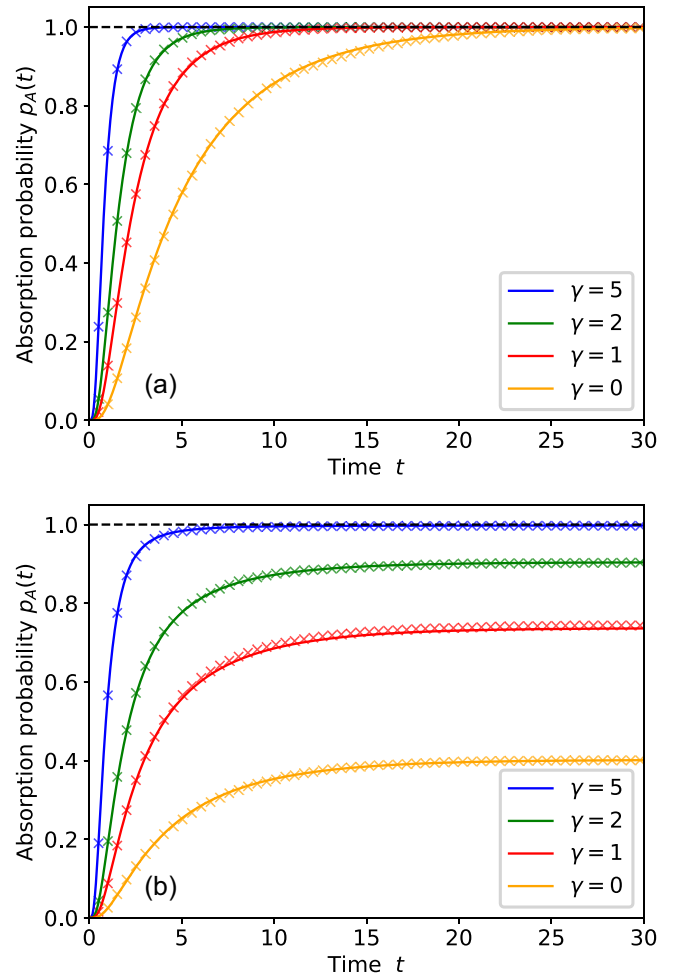 1.0
0.8
0.6
0.4
0.2
0.0
Absorption probability p_A(t)
(a)
γ = 5
γ = 2
γ = 1
γ = 0
0 5 10 15 20 25 30
Time t
1.0
0.8
0.6
0.4
0.2
0.0
Absorption probability p_A(t)
(b)
γ = 5
γ = 2
γ = 1
γ = 0
0 5 10 15 20 25 30
Time t